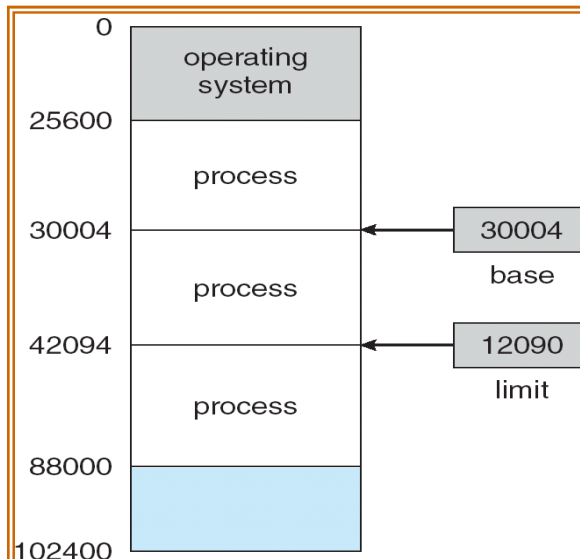 0
operating
system
25600
process
30004
30004
base
process
42094
12090
limit
process
88000
102400